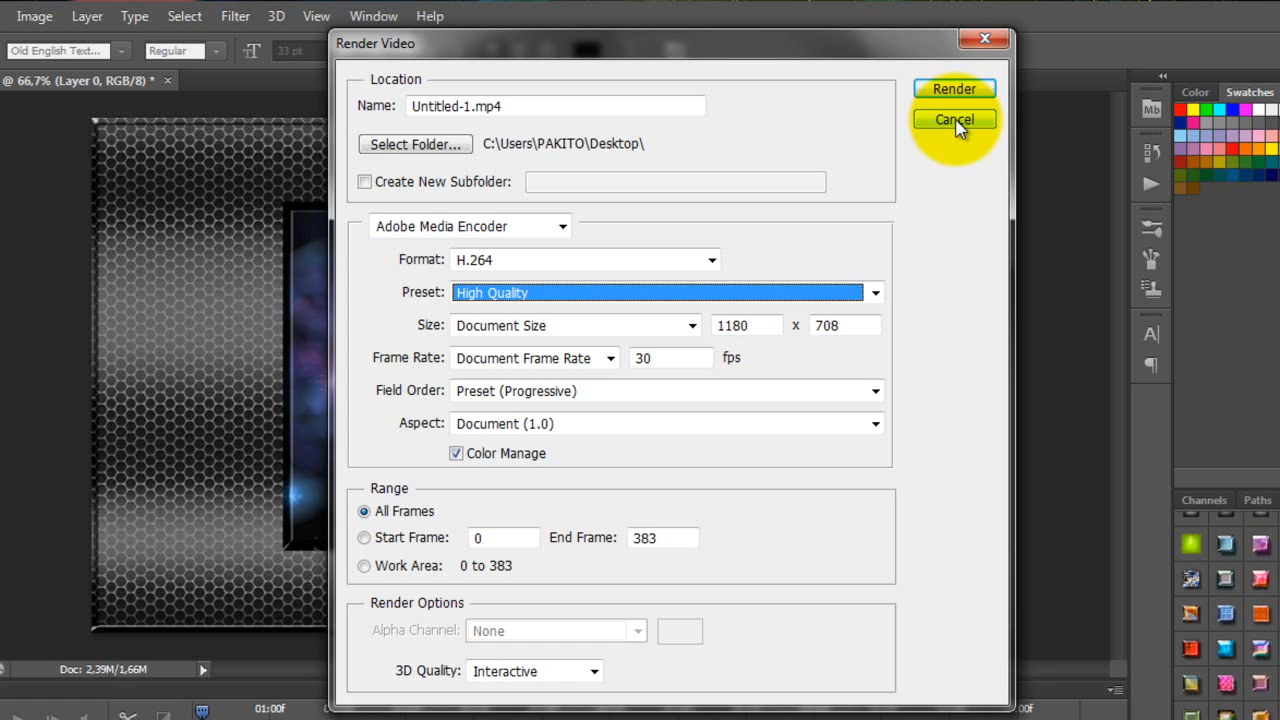 Image Layer Type Select Filter 3D View Window Help
Render Video
Old English Text... Regular 33 pt
@ 66,7% (Layer 0, RGB/8) * ×
Location
Name: Untitled-1.mp4
Select Folder... C:\Users\PAKITO\Desktop\
Create New Subfolder:
Render
Cancel
Color Swatches
Mb
Adobe Media Encoder
Format: H.264
Preset: High Quality
Size: Document Size 1180 x 708
Frame Rate: Document Frame Rate 30 fps
Field Order: Preset (Progressive)
Aspect: Document (1.0)
Color Manage
Range
All Frames
Start Frame: 0 End Frame: 383
Work Area: 0 to 383
Channels Paths
Render Options
Alpha Channel: None
3D Quality: Interactive
Doc: 2,39M/1,66M
01:00f